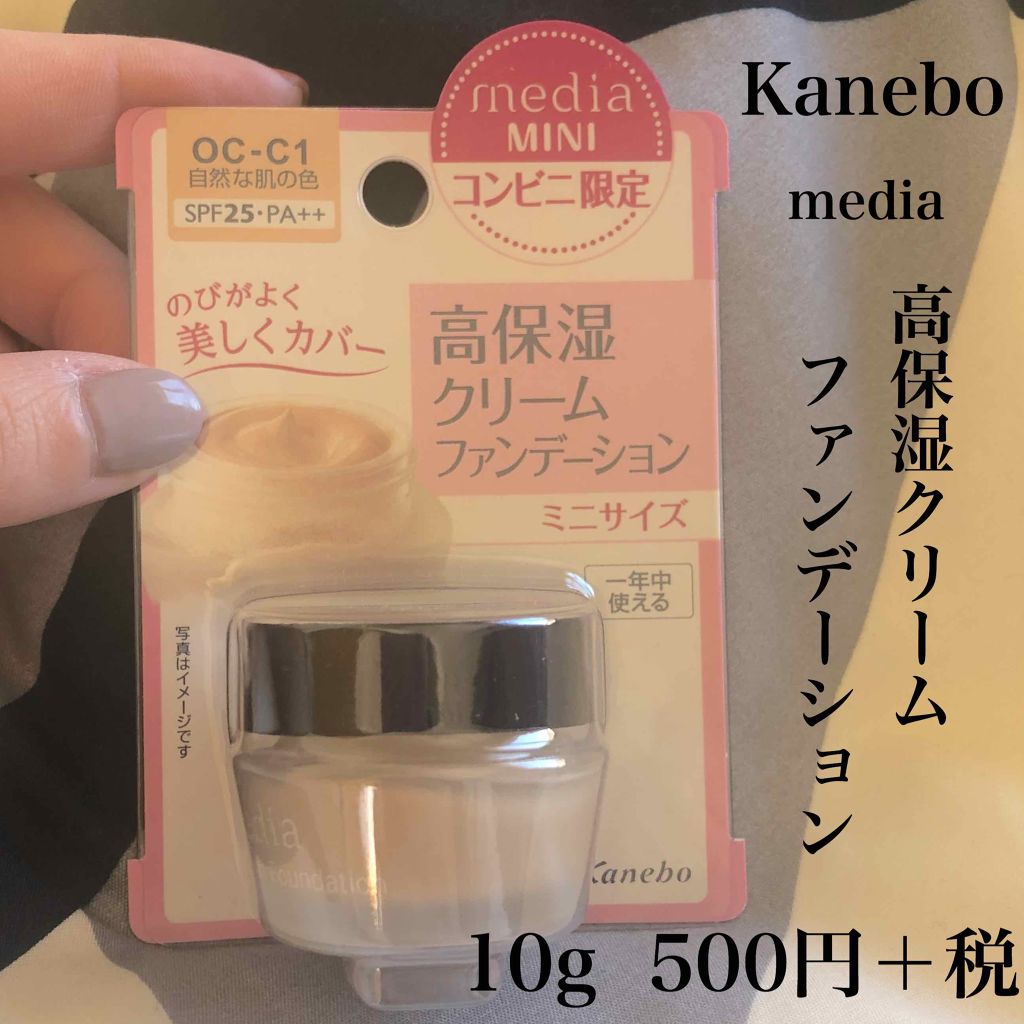 media
MINI
コンビニ限定
OC-C1
自然な肌の色
SPF25・PA++
のびがよく
美しくカバー
高保湿
クリーム
ファンデーション
ミニサイズ
一年中
使える
写真はイメージです
Foundation
Kanebo
Kanebo
media
高保湿クリーム
ファンデーション
10g 500円＋税